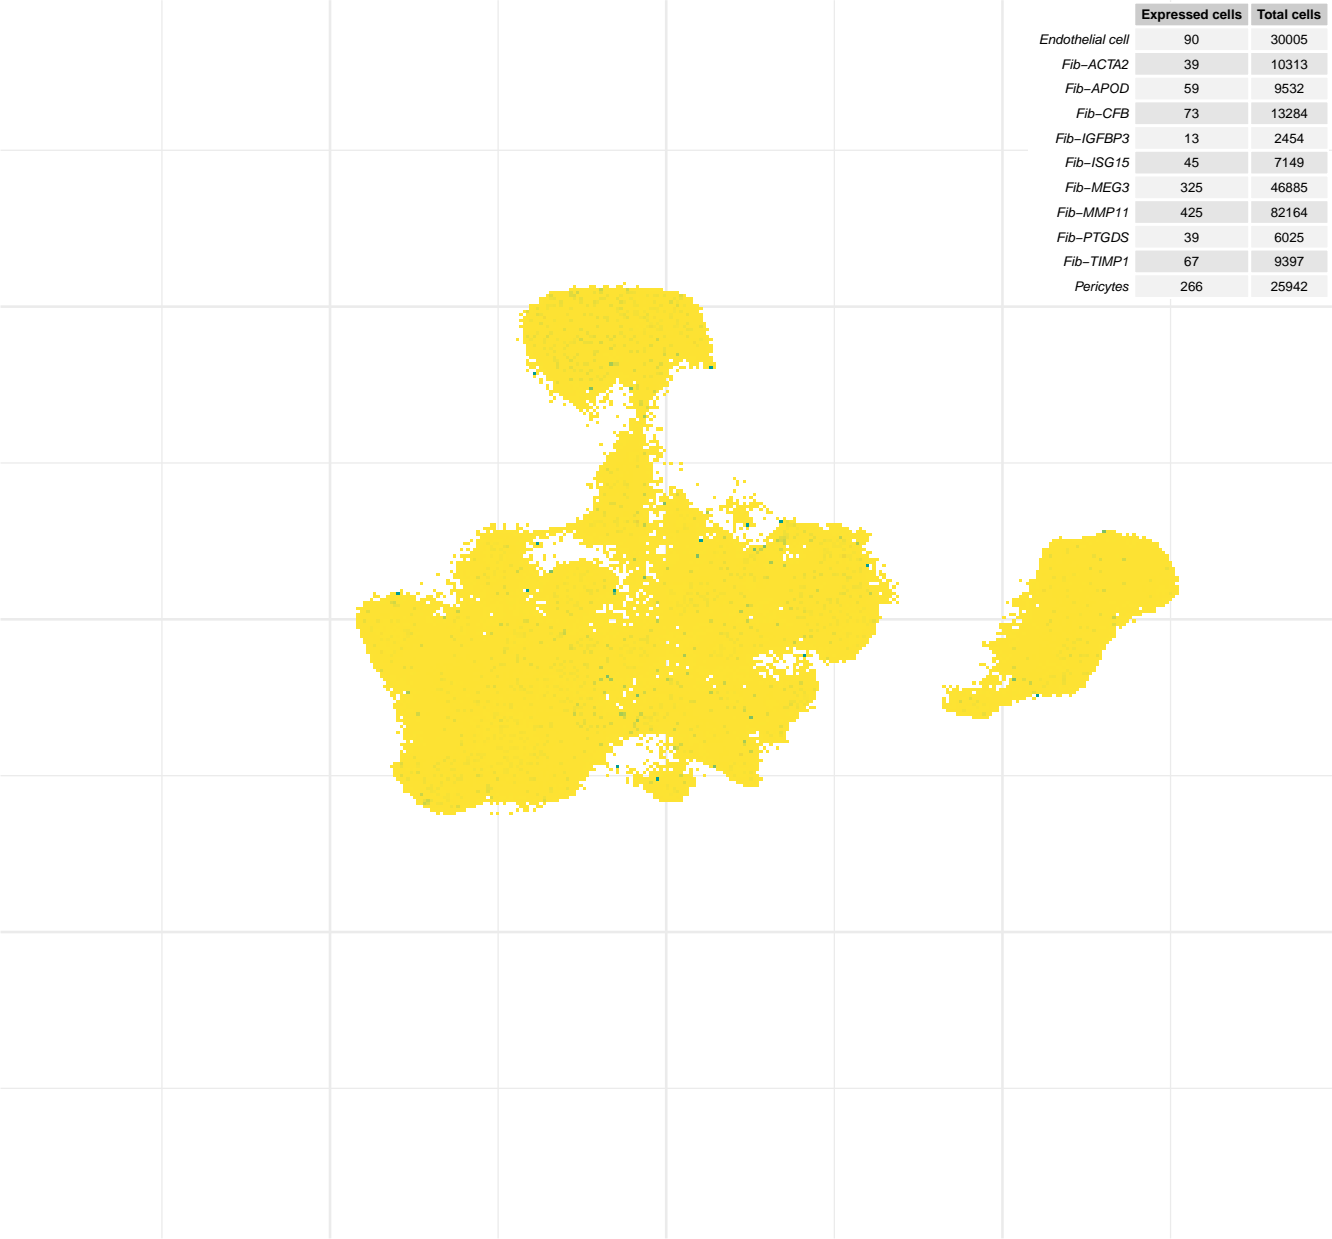 Expressed cells Total cells
Endothelial cell 90 30005
Fib−ACTA2 39 10313
Fib−APOD 59 9532
Fib−CFB 73 13284
Fib−IGFBP3 13 2454
Fib−ISG15 45 7149
Fib−MEG3 325 46885
Fib−MMP11 425 82164
Fib−PTGDS 39 6025
Fib−TIMP1 67 9397
Pericytes 266 25942